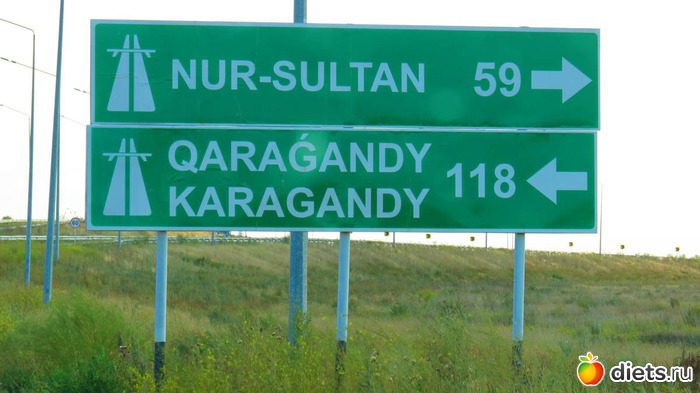 NUR-SULTAN 59
QARAǴANDY
KARAGANDY 118
diets.ru